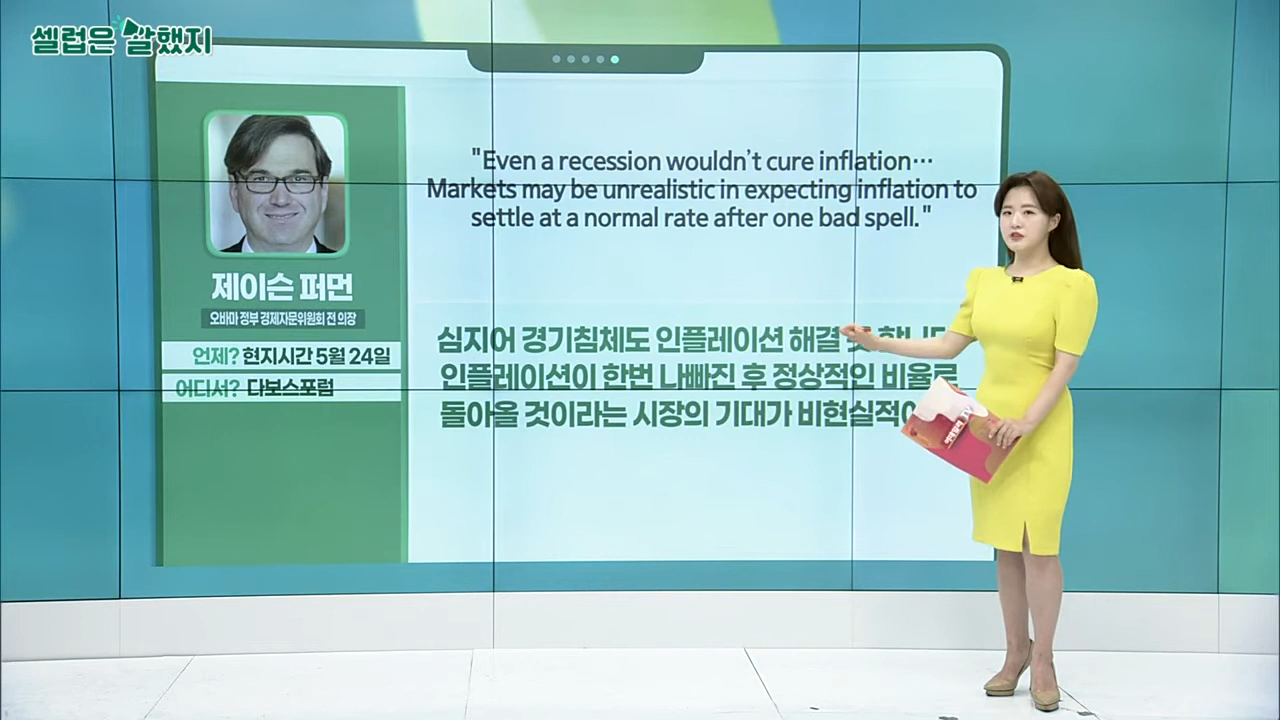 셀럽은 말했지
"Even a recession wouldn't cure inflation…
Markets may be unrealistic in expecting inflation to
settle at a normal rate after one bad spell."
제이슨 퍼먼
오바마 정부 경제자문위원회 전 의장
언제? 현지시간 5월 24일
어디서? 다보스포럼
심지어 경기침체도 인플레이션 해결
인플레이션이 한번 나빠진 후 정상적인 비율로
돌아올 것이라는 시장의 기대가